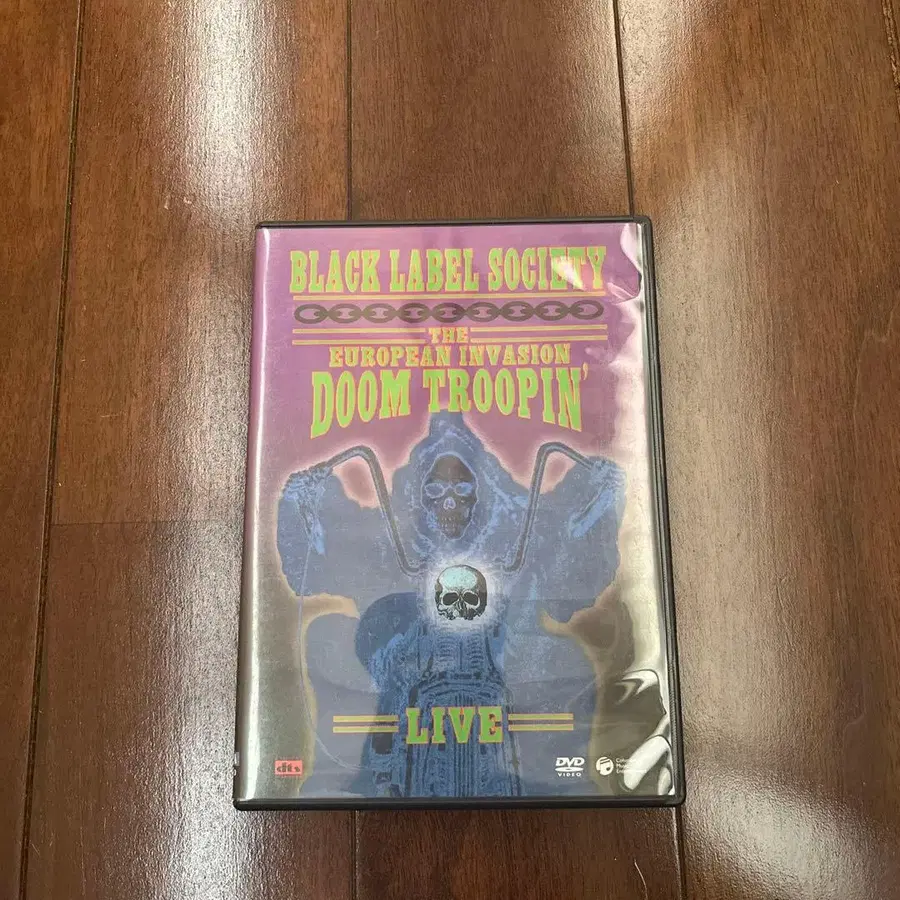 BLACK LABEL SOCIETY
THE
EUROPEAN INVASION
DOOM TROOPIN'
LIVE
dts
DVD
VIDEO